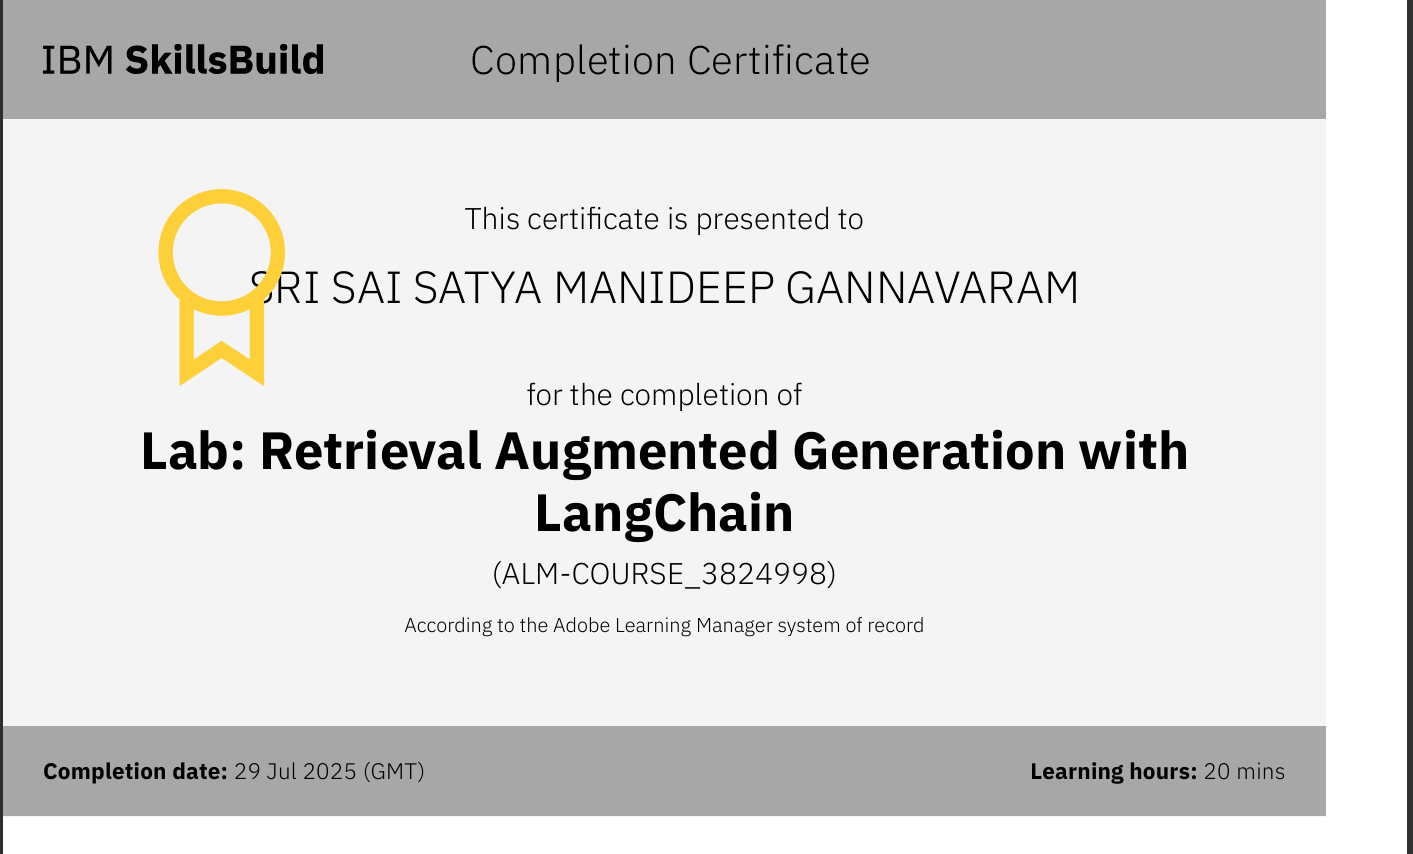 IBM SkillsBuild
Completion Certificate
This certificate is presented to
SRI SAI SATYA MANIDEEP GANNAVARAM
for the completion of
Lab: Retrieval Augmented Generation with
LangChain
(ALM-COURSE_3824998)
According to the Adobe Learning Manager system of record
Completion date: 29 Jul 2025 (GMT)
Learning hours: 20 mins